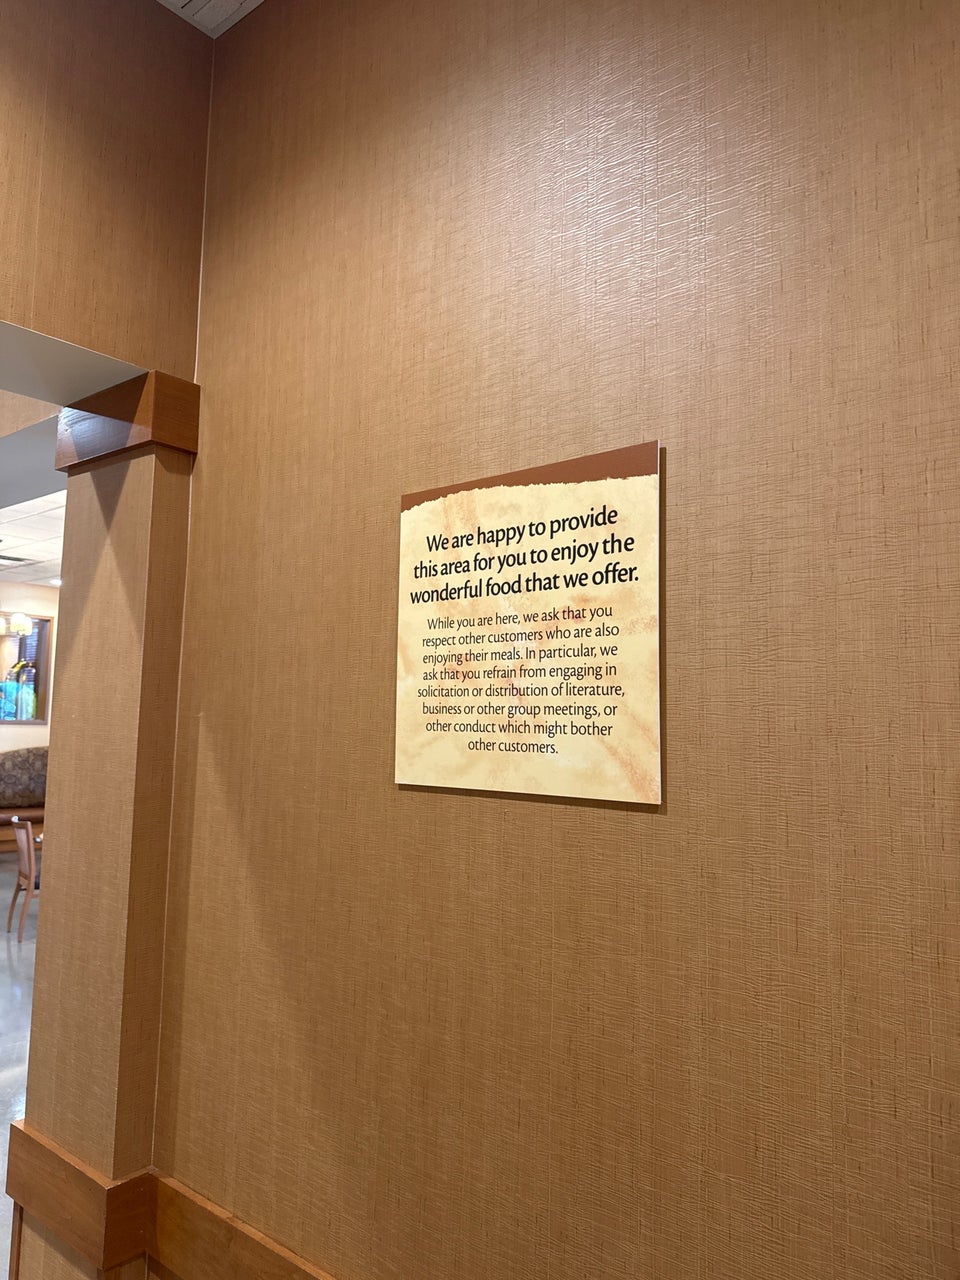 We are happy to provide
this area for you to enjoy the
wonderful food that we offer.
While you are here, we ask that you
respect other customers who are also
enjoying their meals. In particular, we
ask that you refrain from engaging in
solicitation or distribution of literature,
business or other group meetings, or
other conduct which might bother
other customers.